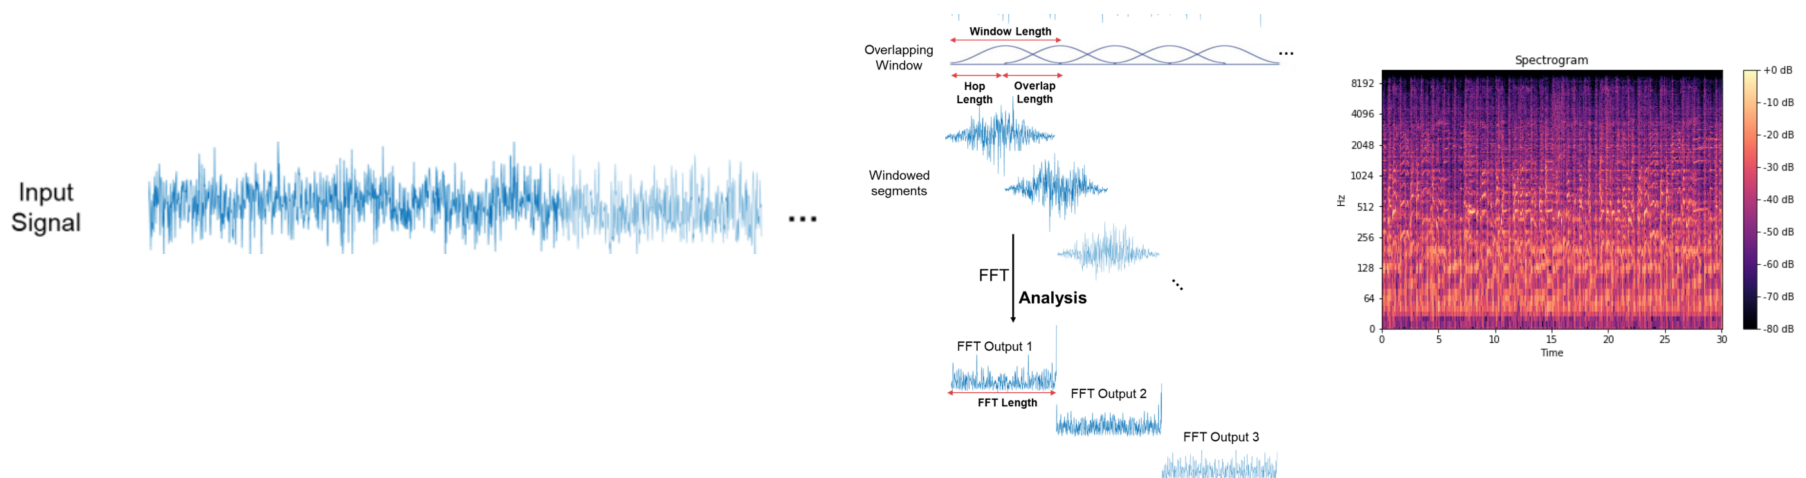 Input
Signal
...
Window Length
Overlapping
Window
...
Hop
Length
Overlap
Length
Windowed
segments
FFT
Analysis
FFT Output 1
FFT Length
FFT Output 2
FFT Output 3
Spectrogram
Hz
8192
4096
2048
1024
512
256
128
64
0
0 5 10 15 20 25 30
Time
+0 dB
-10 dB
-20 dB
-30 dB
-40 dB
-50 dB
-60 dB
-70 dB
-80 dB